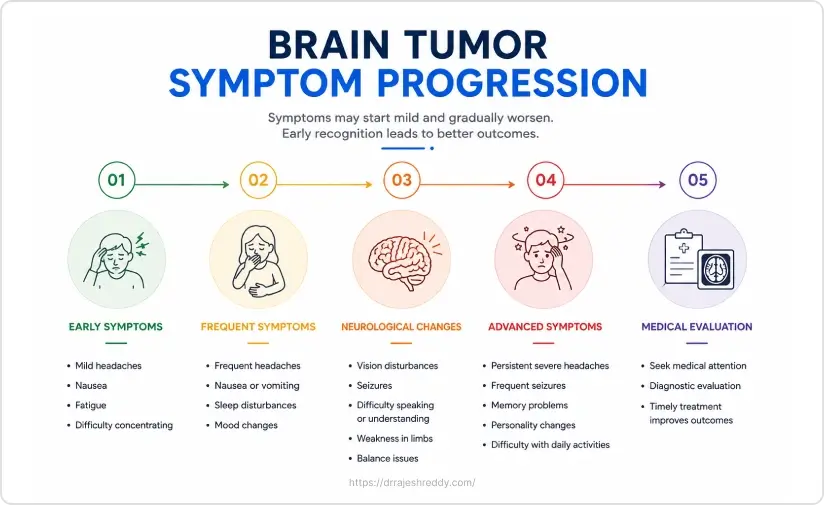 BRAIN TUMOR
SYMPTOM PROGRESSION
Symptoms may start mild and gradually worsen.
Early recognition leads to better outcomes.
01
02
03
04
05
EARLY SYMPTOMS
• Mild headaches
• Nausea
• Fatigue
• Difficulty concentrating
FREQUENT SYMPTOMS
• Frequent headaches
• Nausea or vomiting
• Sleep disturbances
• Mood changes
NEUROLOGICAL CHANGES
• Vision disturbances
• Seizures
• Difficulty speaking
or understanding
• Weakness in limbs
• Balance issues
ADVANCED SYMPTOMS
• Persistent severe headaches
• Frequent seizures
• Memory problems
• Personality changes
• Difficulty with daily activities
MEDICAL EVALUATION
• Seek medical attention
• Diagnostic evaluation
• Timely treatment
improves outcomes
https://drrajeshreddy.com/